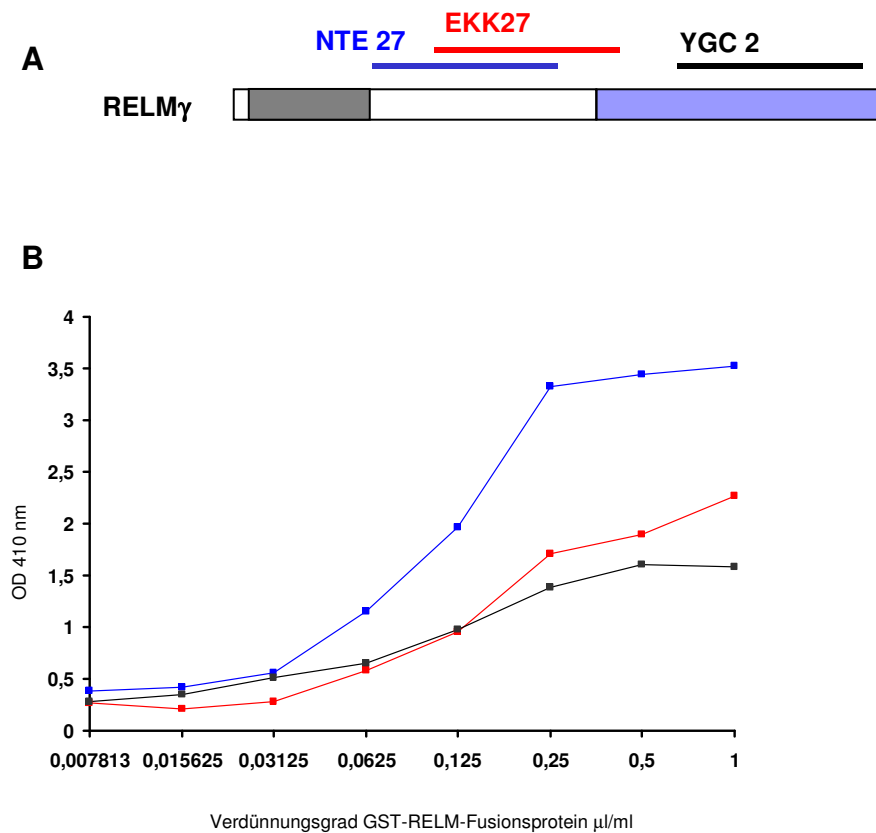 A
NTE 27
EKK27
YGC 2
RELMγ
B
4
3,5
3
2,5
2
1,5
1
0,5
0
OD 410 nm
0,007813 0,015625 0,03125 0,0625 0,125 0,25 0,5 1
Verdünnungsgrad GST-RELM-Fusionsprotein µl/ml